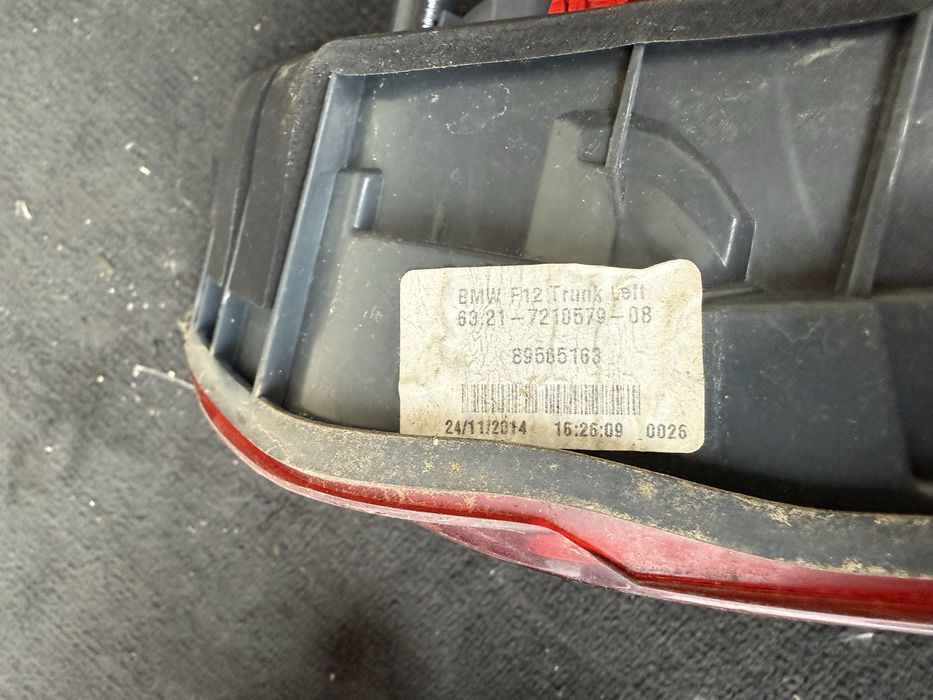 BMW F12 Trunk Left
63.21-7210579-08
89585163
24/11/2014 16:26:09 0026